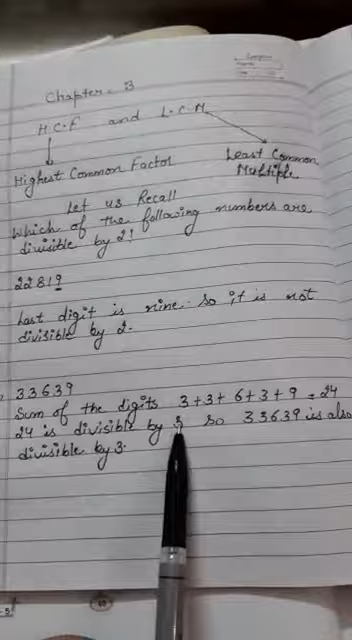 Chapter - 3
H.C.F and L.C.M
Highest Common Factor
Least Common
Multiple
Let us Recall
Which of the following numbers are
divisible by 2?
22819
Last digit is nine. So it is not
divisible by 2.
33639
Sum of the digits 3+3+6+3+9 = 24
24 is divisible by 3 so 33639 is also
divisible by 3.